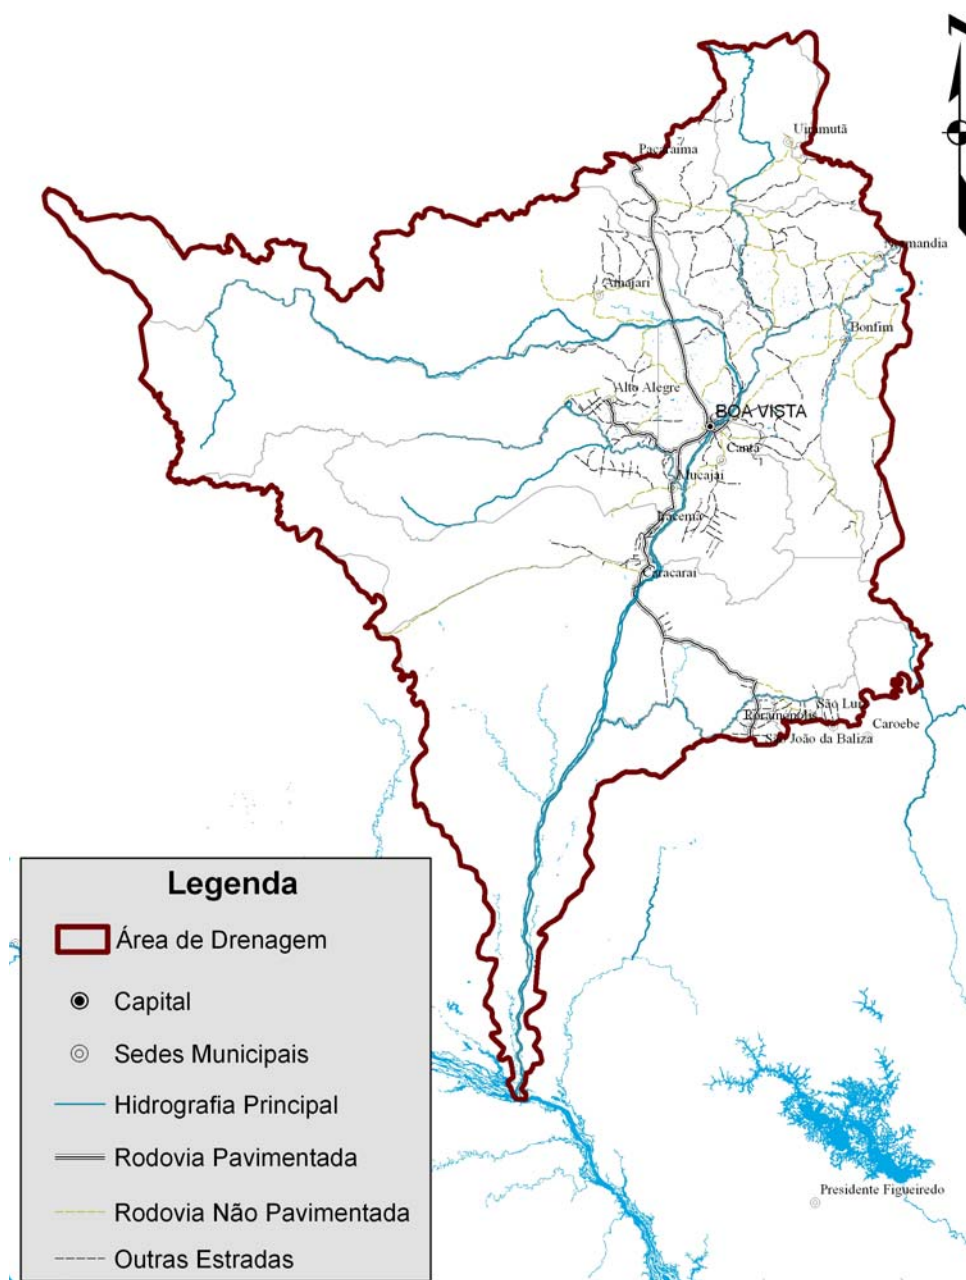 Uiramutã
Pacaraima
Normandia
Amajari
Bonfim
Alto Alegre
BOA VISTA
Cantá
Mucajaí
Iracema
Caracaraí
São Luiz
Rorainópolis
Caroebe
São João da Baliza
Legenda
Área de Drenagem
Capital
Sedes Municipais
Hidrografia Principal
Rodovia Pavimentada
Rodovia Não Pavimentada
Outras Estradas
Presidente Figueiredo